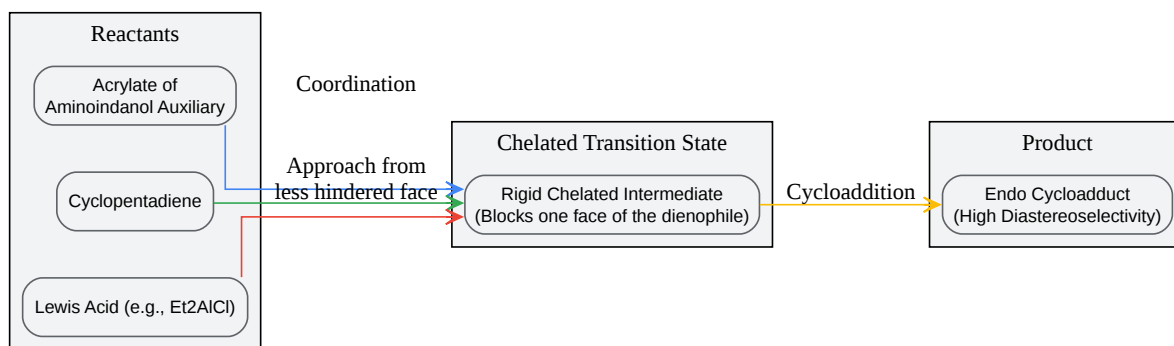 Reactants
Acrylate of
Aminoindanol Auxiliary
Cyclopentadiene
Lewis Acid (e.g., Et2AlCl)
Coordination
Approach from
less hindered face
Chelated Transition State
Rigid Chelated Intermediate
(Blocks one face of the dienophile)
Cycloaddition
Product
Endo Cycloadduct
(High Diastereoselectivity)